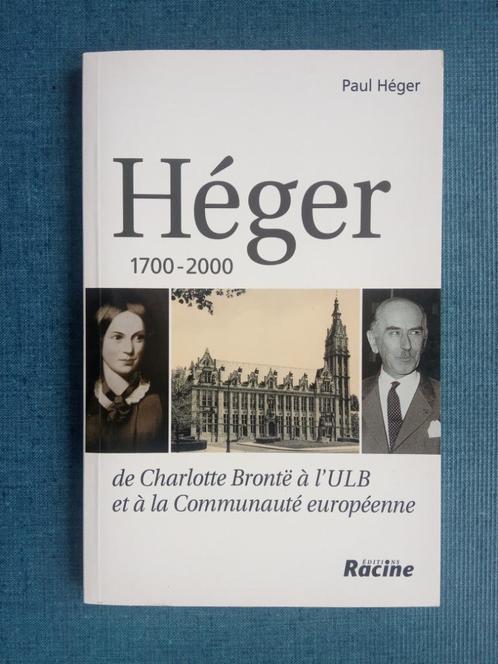 Paul Héger
Héger
1700-2000
de Charlotte Brontë à l'ULB
et à la Communauté européenne
ÉDITIONS
Racine